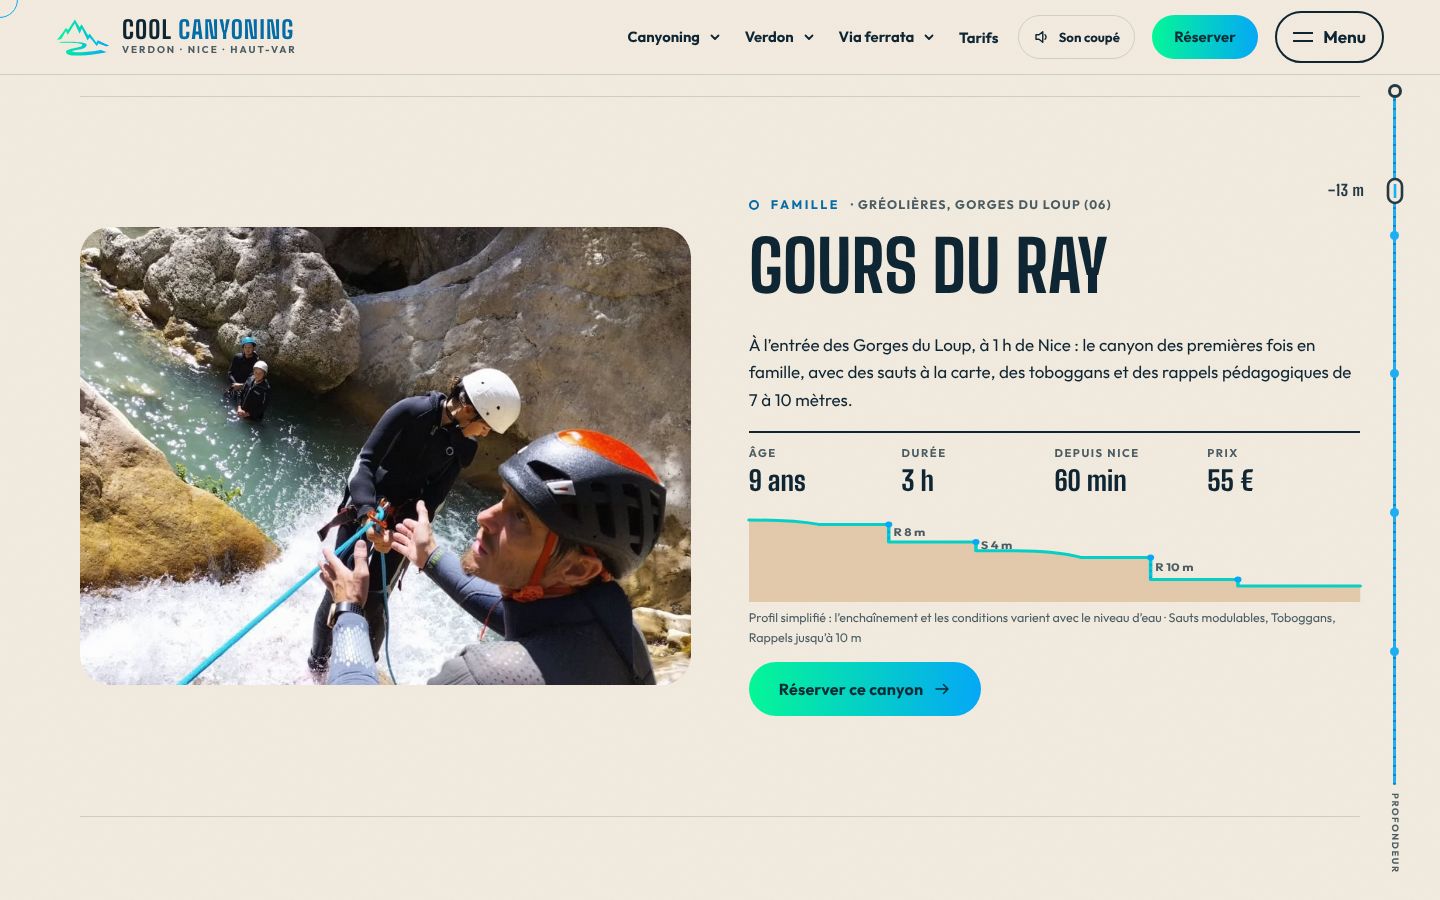 COOL CANYONING
VERDON · NICE · HAUT-VAR
Canyoning
Verdon
Via ferrata
Tarifs
Son coupé
Réserver
Menu
−13 m
FAMILLE · GRÉOLIÈRES, GORGES DU LOUP (06)
GOURS DU RAY
À l’entrée des Gorges du Loup, à 1 h de Nice : le canyon des premières fois en
famille, avec des sauts à la carte, des toboggans et des rappels pédagogiques de
7 à 10 mètres.
ÂGE
9 ans
DURÉE
3 h
DEPUIS NICE
60 min
PRIX
55 €
R 8 m
S 4 m
R 10 m
Profil simplifié : l’enchaînement et les conditions varient avec le niveau d’eau · Sauts modulables, Toboggans,
Rappels jusqu’à 10 m
Réserver ce canyon
PROFONDEUR